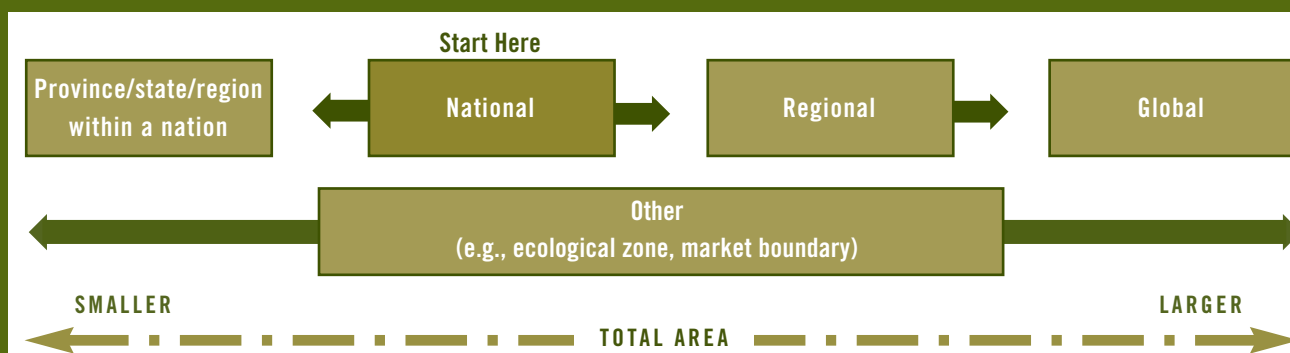 Start Here
Province/state/region
within a nation
National
Regional
Global
Other
(e.g., ecological zone, market boundary)
SMALLER
LARGER
TOTAL AREA